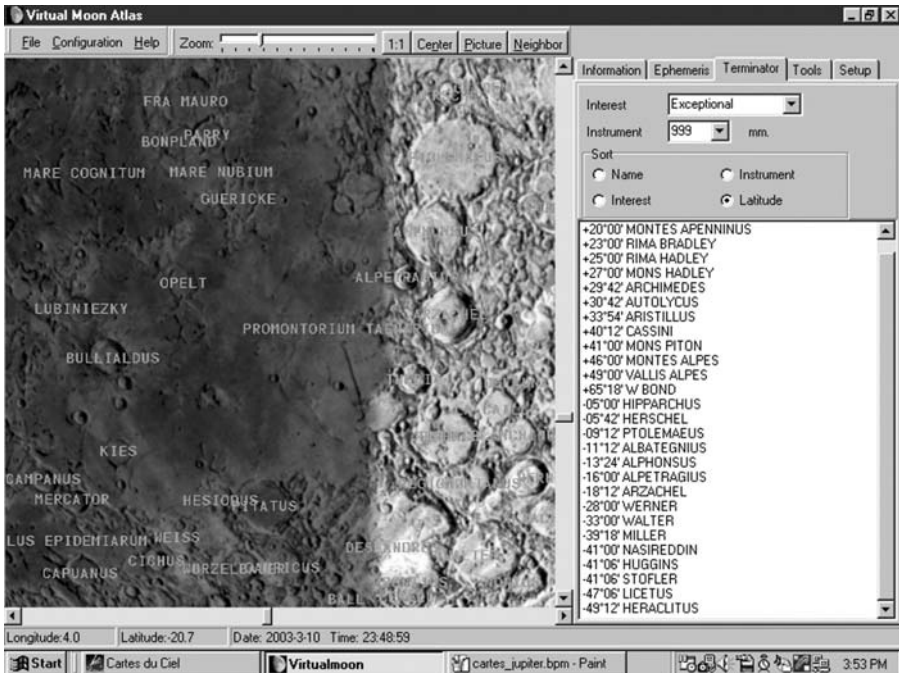 Virtual Moon Atlas
File Configuration Help Zoom: 1:1 Center Picture Neighbor
Information Ephemeris Terminator Tools Setup
Interest Exceptional
Instrument 999 mm.
Sort
Name Instrument
Interest Latitude
+20°00' MONTES APENNINUS
+23°00' RIMA BRADLEY
+25°00' RIMA HADLEY
+27°00' MONS HADLEY
+29°42' ARCHIMEDES
+30°42' AUTOLYCUS
+33°54' ARISTILLUS
+40°12' CASSINI
+41°00' MONS PITON
+46°00' MONTES ALPES
+49°00' VALLIS ALPES
+65°18' W BOND
-05°00' HIPPARCHUS
-05°42' HERSCHEL
-09°12' PTOLEMAEUS
-11°12' ALBATEGNIUS
-13°24' ALPHONSUS
-16°00' ALPETRAGIUS
-18°12' ARZACHEL
-28°00' WERNER
-33°00' WALTER
-39°18' MILLER
-41°00' NASIREDDIN
-41°06' HUGGINS
-41°06' STOFLER
-47°06' LICETUS
-49°12' HERACLITUS
FRA MAURO
PARRY
BONPLAND
MARE COGNITUM MARE NUBIUM
GUERICKE
OPELT
LUBINIEZKY
PROMONTORIUM
BULLIALDUS
KIES
CAMPANUS
MERCATOR HESIODUS PITATUS
LUS EPIDEMIARUM WEISS
CICHUS
CAPUANUS
Longitude:4.0 Latitude:-20.7 Date: 2003-3-10 Time: 23:48:59
Start Cartes du Ciel Virtualmoon cartes_jupiter.bpm - Paint 3:53 PM